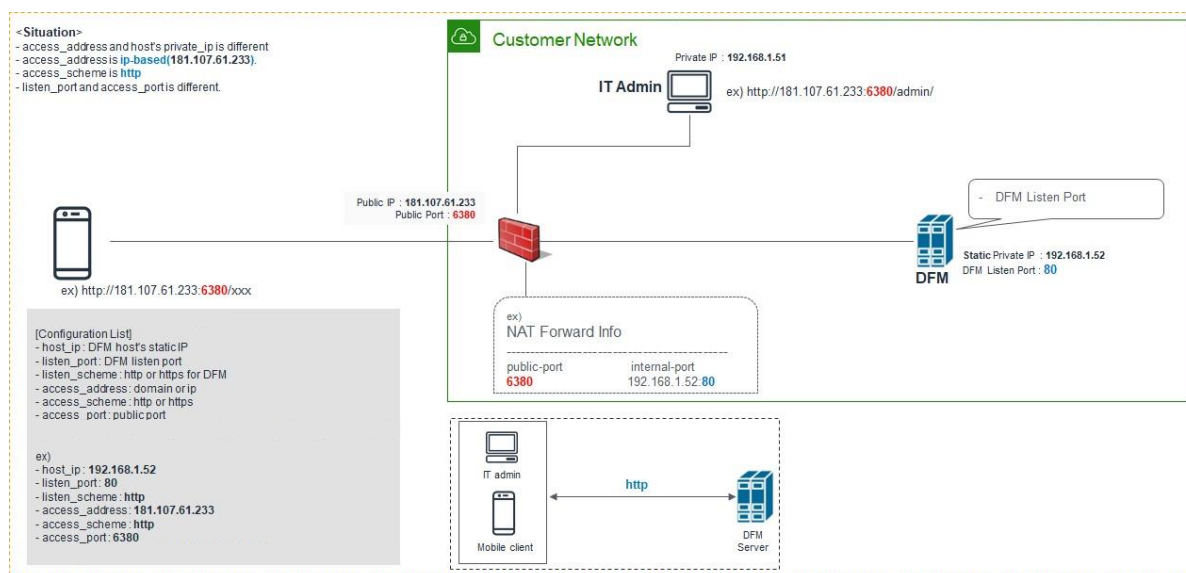 <Situation>
- access_address and host's private_ip is different
- access_address is ip-based(181.107.61.233).
- access_scheme is http
- listen_port and access_port is different.
Customer Network
Private IP : 192.168.1.51
IT Admin
ex) http://181.107.61.233:6380/admin/
Public IP : 181.107.61.233
Public Port : 6380
- DFM Listen Port
Static Private IP : 192.168.1.52
DFM Listen Port : 80
DFM
ex) http://181.107.61.233:6380/xxx
ex)
NAT Forward Info
public-port internal-port
6380 192.168.1.52:80
[Configuration List]
- host_ip : DFM host's static IP
- listen_port : DFM listen port
- listen_scheme : http or https for DFM
- access_address : domain or ip
- access_scheme : http or https
- access_port : public port
ex)
- host_ip : 192.168.1.52
- listen_port : 80
- listen_scheme : http
- access_address : 181.107.61.233
- access_scheme : http
- access_port : 6380
IT admin
http
Mobile client
DFM
Server